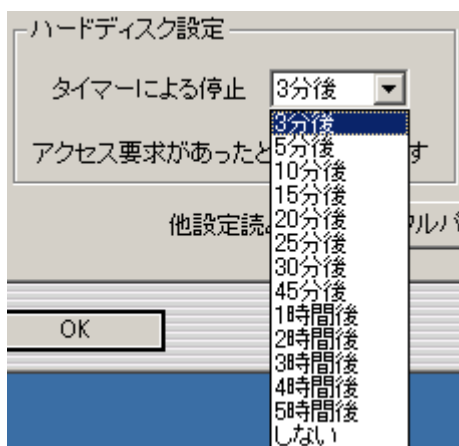 ハードディスク設定
タイマーによる停止 3分後
3分後
5分後
アクセス要求があったと す
10分後
15分後
他設定読 20分後 タルバ
25分後
30分後
45分後
1時間後
OK 2時間後
3時間後
4時間後
5時間後
しない